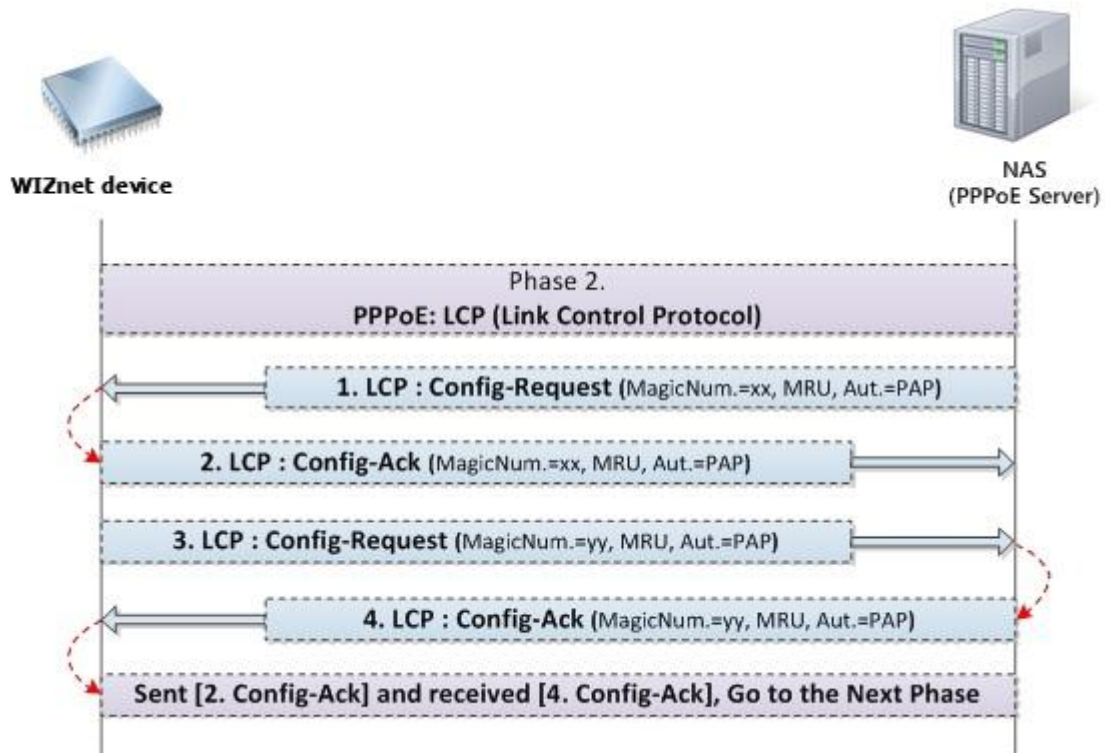 WIZnet device
NAS
(PPPoE Server)
Phase 2.
PPPoE: LCP (Link Control Protocol)
1. LCP : Config-Request (MagicNum.=xx, MRU, Aut.=PAP)
2. LCP : Config-Ack (MagicNum.=xx, MRU, Aut.=PAP)
3. LCP : Config-Request (MagicNum.=yy, MRU, Aut.=PAP)
4. LCP : Config-Ack (MagicNum.=yy, MRU, Aut.=PAP)
Sent [2. Config-Ack] and received [4. Config-Ack], Go to the Next Phase